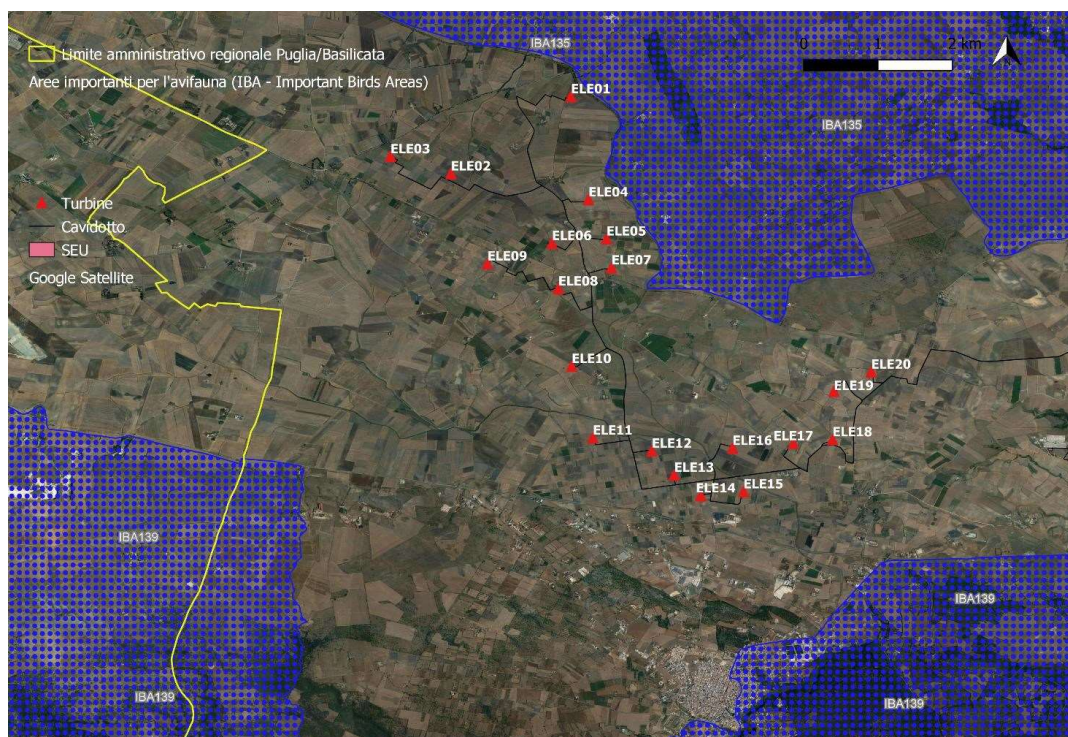 IBA135
0 1 2 km
Limite amministrativo regionale Puglia/Basilicata
Aree importanti per l'avifauna (IBA - Important Birds Areas)
ELE01
IBA135
ELE03
ELE02
ELE04
Turbine
Cavidotto
SEU
Google Satellite
ELE06
ELE05
ELE09
ELE07
ELE08
ELE10
ELE20
ELE19
ELE11
ELE12
ELE16
ELE17
ELE18
ELE13
ELE14
ELE15
IBA139
IBA139
IBA139
IBA139